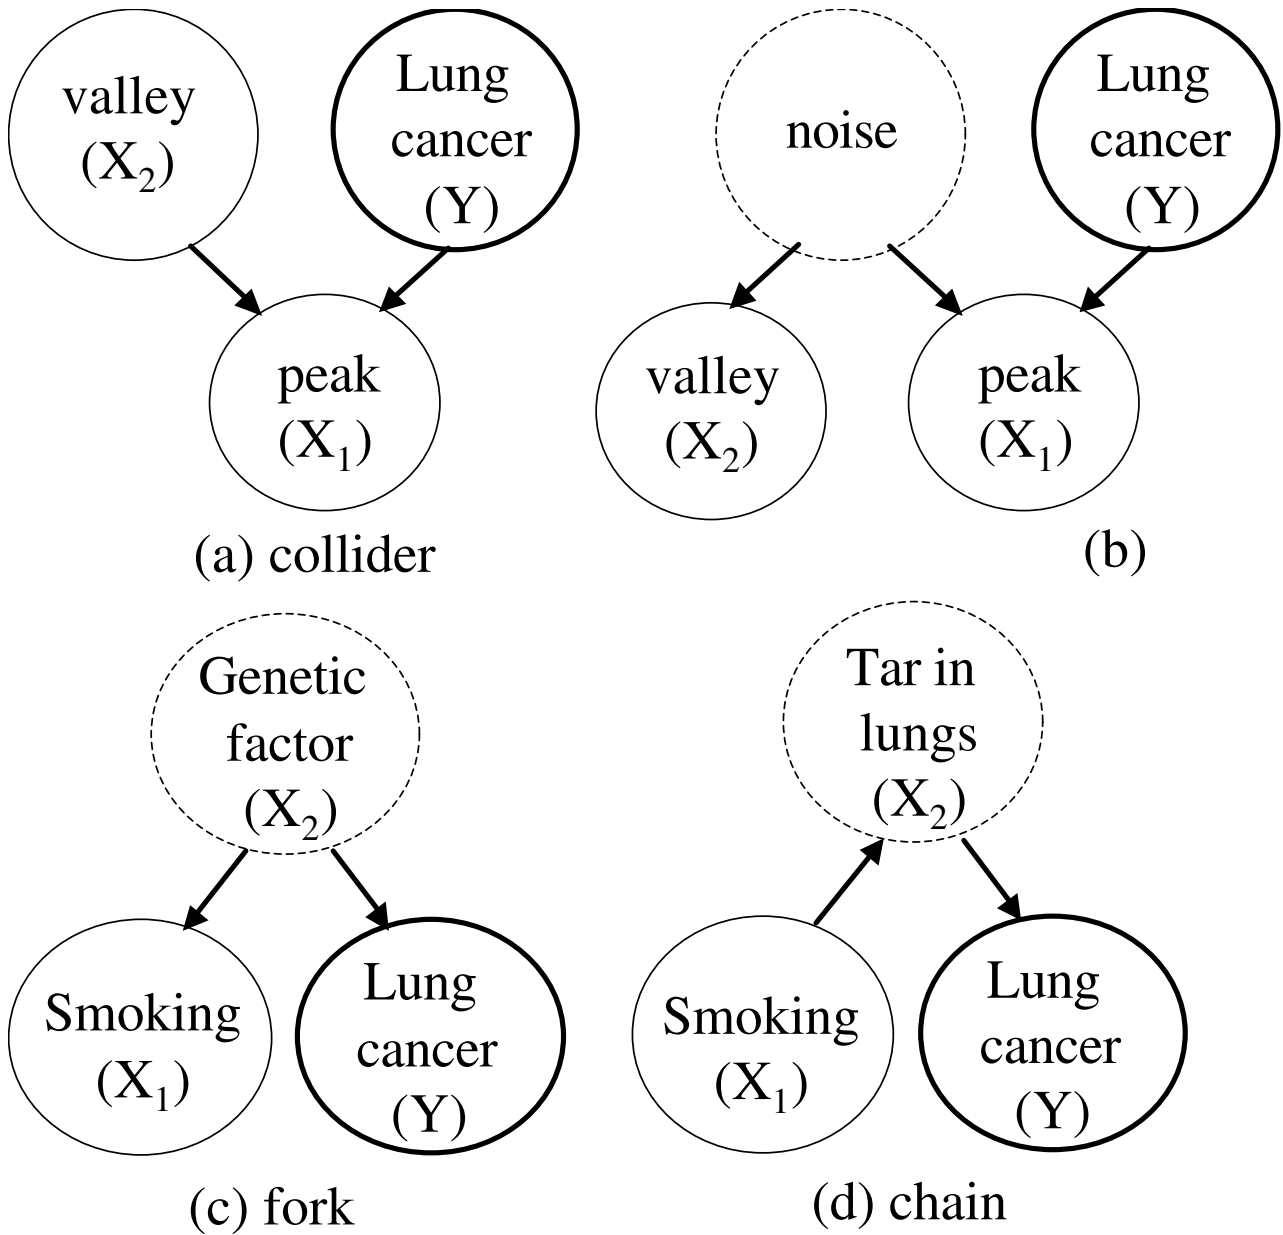 valley
(X₂)
Lung
cancer
(Y)
peak
(X₁)
(a) collider
noise
Lung
cancer
(Y)
valley
(X₂)
peak
(X₁)
(b)
Genetic
factor
(X₂)
Smoking
(X₁)
Lung
cancer
(Y)
(c) fork
Tar in
lungs
(X₂)
Smoking
(X₁)
Lung
cancer
(Y)
(d) chain